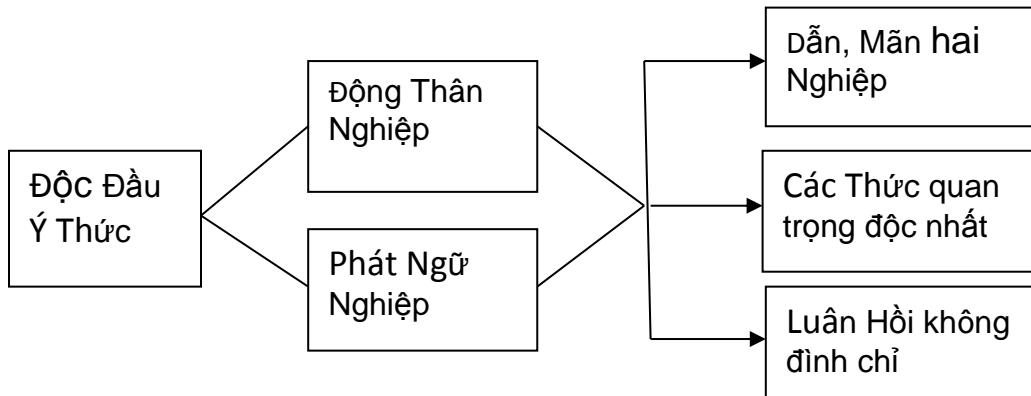 Độc Đầu
Ý Thức
Động Thân
Nghiệp
Phát Ngữ
Nghiệp
Dẫn, Mãn hai
Nghiệp
Các Thức quan
trọng độc nhất
Luân Hồi không
đình chỉ